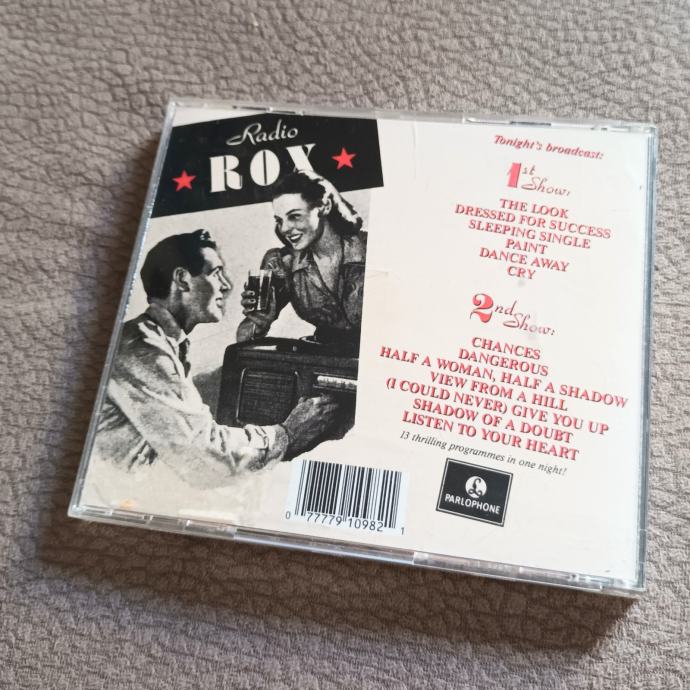 Radio
ROX
Tonight's broadcast:
1st Show:
THE LOOK
DRESSED FOR SUCCESS
SLEEPING SINGLE
PAINT
DANCE AWAY
CRY
2nd Show:
CHANCES
DANGEROUS
HALF A WOMAN, HALF A SHADOW
VIEW FROM A HILL
(I COULD NEVER) GIVE YOU UP
SHADOW OF A DOUBT
LISTEN TO YOUR HEART
13 thrilling programmes in one night!
PARLOPHONE
0 77779 10982 1